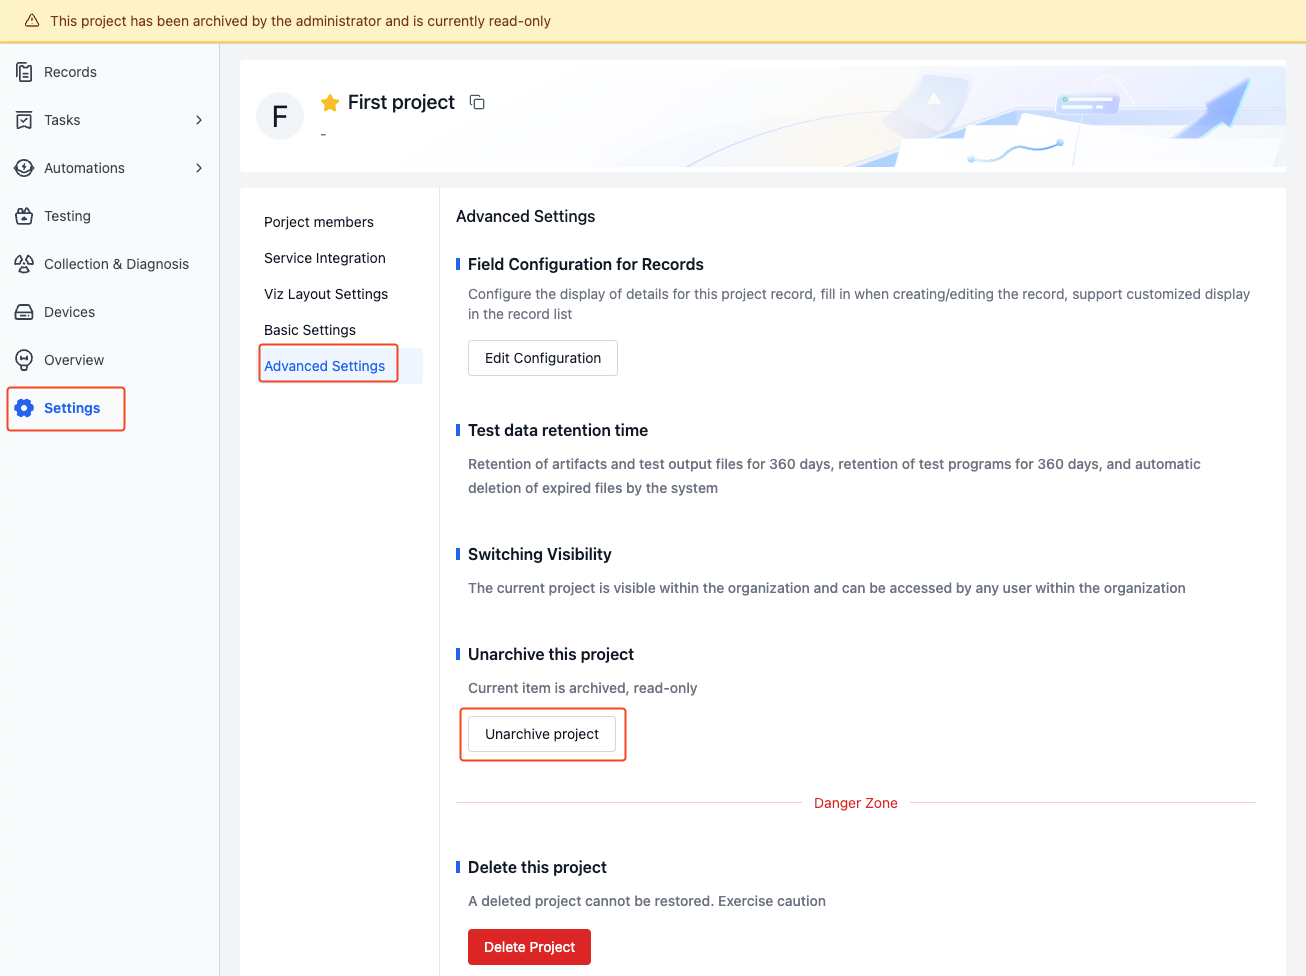 This project has been archived by the administrator and is currently read-only
Records
Tasks
Automations
Testing
Collection & Diagnosis
Devices
Overview
Settings
F
First project
-
Porject members
Service Integration
Viz Layout Settings
Basic Settings
Advanced Settings
Advanced Settings
Field Configuration for Records
Configure the display of details for this project record, fill in when creating/editing the record, support customized display
in the record list
Edit Configuration
Test data retention time
Retention of artifacts and test output files for 360 days, retention of test programs for 360 days, and automatic
deletion of expired files by the system
Switching Visibility
The current project is visible within the organization and can be accessed by any user within the organization
Unarchive this project
Current item is archived, read-only
Unarchive project
Danger Zone
Delete this project
A deleted project cannot be restored. Exercise caution
Delete Project